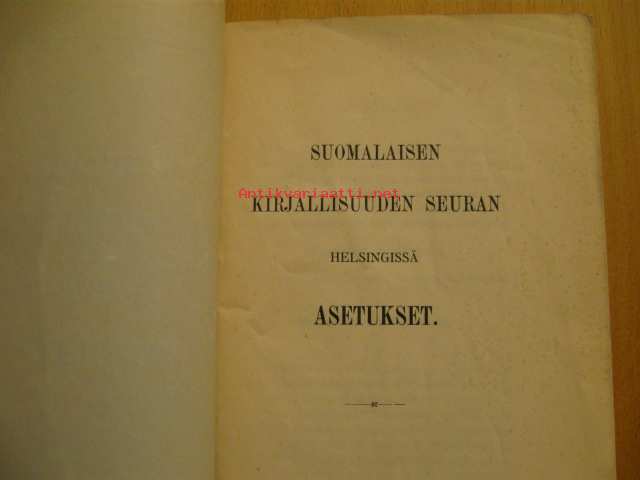 SUOMALAISEN
Antikvariaatti.net
KIRJALLISUUDEN SEURAN
HELSINGISSÄ
ASETUKSET.